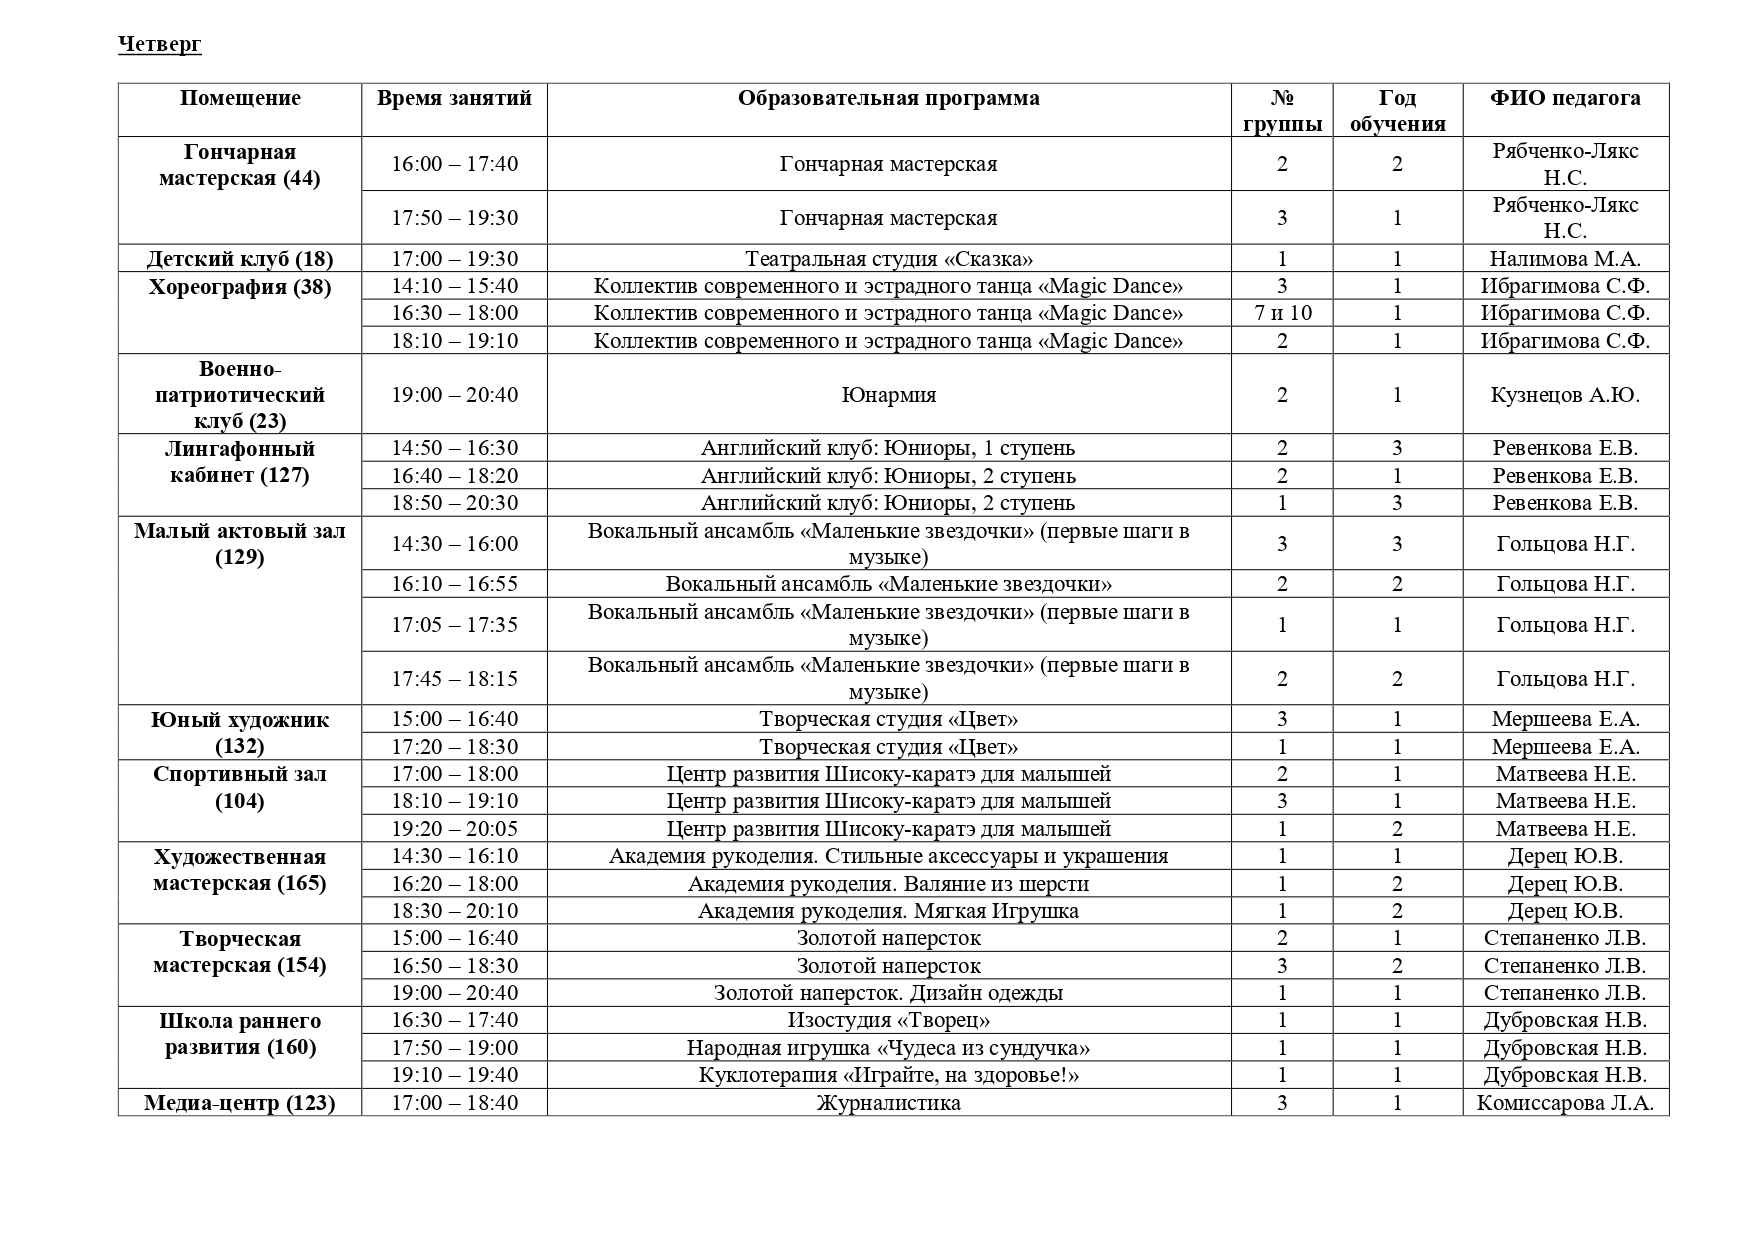 Четверг
Помещение Время занятий Образовательная программа № группы Год обучения ФИО педагога
Гончарная мастерская (44) 16:00 – 17:40 Гончарная мастерская 2 2 Рябченко-Лякс Н.С.
17:50 – 19:30 Гончарная мастерская 3 1 Рябченко-Лякс Н.С.
Детский клуб (18) 17:00 – 19:30 Театральная студия «Сказка» 1 1 Налимова М.А.
Хореография (38) 14:10 – 15:40 Коллектив современного и эстрадного танца «Magic Dance» 3 1 Ибрагимова С.Ф.
16:30 – 18:00 Коллектив современного и эстрадного танца «Magic Dance» 7 и 10 1 Ибрагимова С.Ф.
18:10 – 19:10 Коллектив современного и эстрадного танца «Magic Dance» 2 1 Ибрагимова С.Ф.
Военно-патриотический клуб (23) 19:00 – 20:40 Юнармия 2 1 Кузнецов А.Ю.
Лингафонный кабинет (127) 14:50 – 16:30 Английский клуб: Юниоры, 1 ступень 2 3 Ревенкова Е.В.
16:40 – 18:20 Английский клуб: Юниоры, 2 ступень 2 1 Ревенкова Е.В.
18:50 – 20:30 Английский клуб: Юниоры, 2 ступень 1 3 Ревенкова Е.В.
Малый актовый зал (129) 14:30 – 16:00 Вокальный ансамбль «Маленькие звездочки» (первые шаги в музыке) 3 3 Гольцова Н.Г.
16:10 – 16:55 Вокальный ансамбль «Маленькие звездочки» 2 2 Гольцова Н.Г.
17:05 – 17:35 Вокальный ансамбль «Маленькие звездочки» (первые шаги в музыке) 1 1 Гольцова Н.Г.
17:45 – 18:15 Вокальный ансамбль «Маленькие звездочки» (первые шаги в музыке) 2 2 Гольцова Н.Г.
Юный художник (132) 15:00 – 16:40 Творческая студия «Цвет» 3 1 Мершеева Е.А.
17:20 – 18:30 Творческая студия «Цвет» 1 1 Мершеева Е.А.
Спортивный зал (104) 17:00 – 18:00 Центр развития Шисоку-каратэ для малышей 2 1 Матвеева Н.Е.
18:10 – 19:10 Центр развития Шисоку-каратэ для малышей 3 1 Матвеева Н.Е.
19:20 – 20:05 Центр развития Шисоку-каратэ для малышей 1 2 Матвеева Н.Е.
Художественная мастерская (165) 14:30 – 16:10 Академия рукоделия. Стильные аксессуары и украшения 1 1 Дерец Ю.В.
16:20 – 18:00 Академия рукоделия. Валяние из шерсти 1 2 Дерец Ю.В.
18:30 – 20:10 Академия рукоделия. Мягкая Игрушка 1 2 Дерец Ю.В.
Творческая мастерская (154) 15:00 – 16:40 Золотой наперсток 2 1 Степаненко Л.В.
16:50 – 18:30 Золотой наперсток 3 2 Степаненко Л.В.
19:00 – 20:40 Золотой наперсток. Дизайн одежды 1 1 Степаненко Л.В.
Школа раннего развития (160) 16:30 – 17:40 Изостудия «Творец» 1 1 Дубровская Н.В.
17:50 – 19:00 Народная игрушка «Чудеса из сундучка» 1 1 Дубровская Н.В.
19:10 – 19:40 Куклотерапия «Играйте, на здоровье!» 1 1 Дубровская Н.В.
Медиа-центр (123) 17:00 – 18:40 Журналистика 3 1 Комиссарова Л.А.